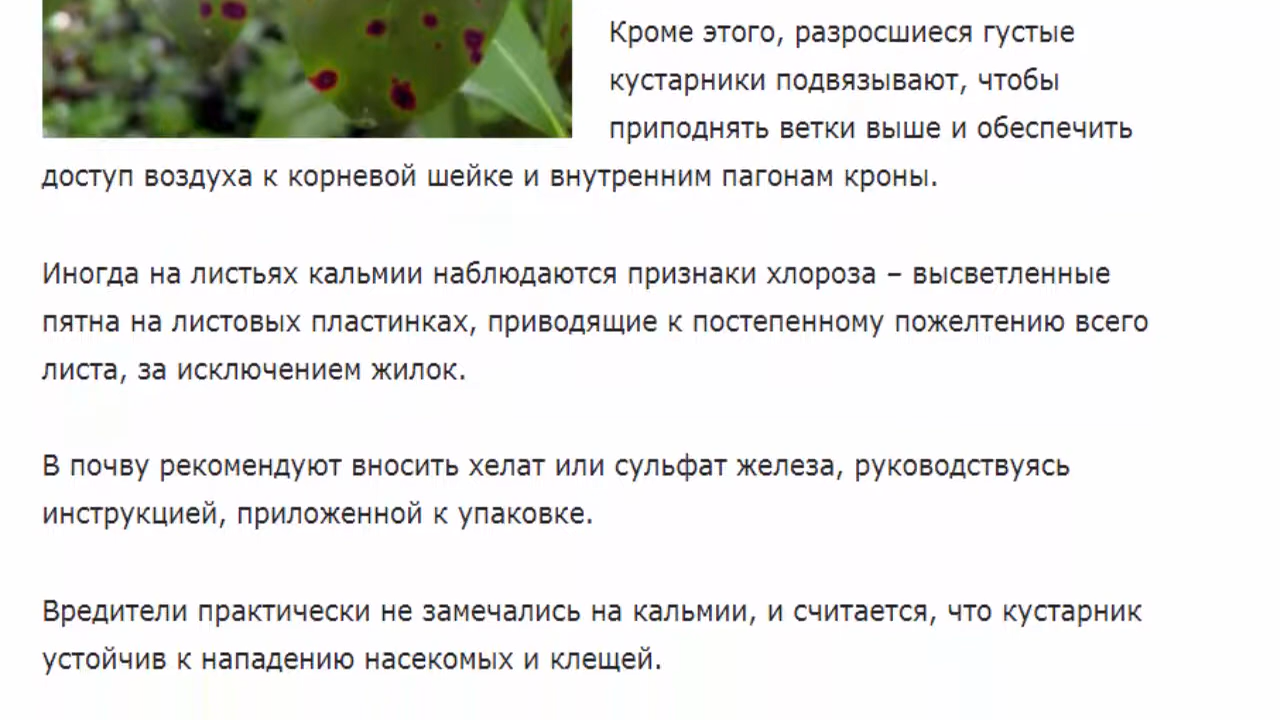 Кроме этого, разросшиеся густые
кустарники подвязывают, чтобы
приподнять ветки выше и обеспечить
доступ воздуха к корневой шейке и внутренним пагонам кроны.
Иногда на листьях кальмии наблюдаются признаки хлороза – высветленные
пятна на листовых пластинках, приводящие к постепенному пожелтению всего
листа, за исключением жилок.
В почву рекомендуют вносить хелат или сульфат железа, руководствуясь
инструкцией, приложенной к упаковке.
Вредители практически не замечались на кальмии, и считается, что кустарник
устойчив к нападению насекомых и клещей.